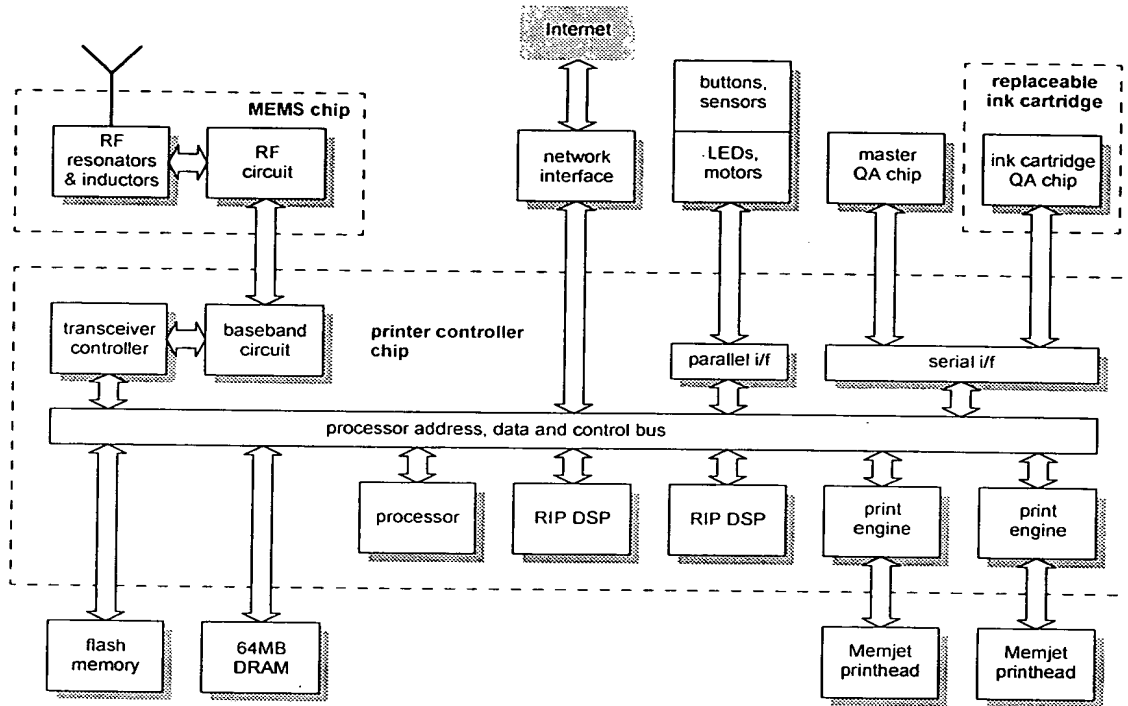 Internet
MEMS chip
RF
resonators
& inductors
RF
circuit
network
interface
buttons,
sensors
LEDs,
motors
master
QA chip
replaceable
ink cartridge
ink cartridge
QA chip
transceiver
controller
baseband
circuit
printer controller
chip
parallel i/f
serial i/f
processor address, data and control bus
processor
RIP DSP
RIP DSP
print
engine
print
engine
flash
memory
64MB
DRAM
Memjet
printhead
Memjet
printhead